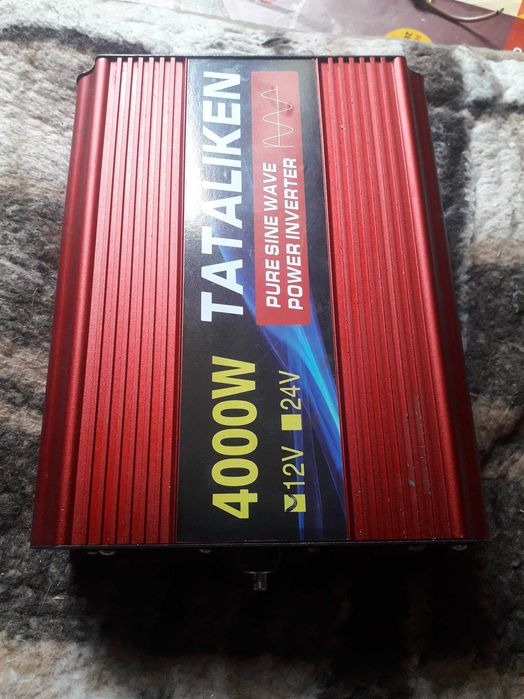 TATALIKEN
PURE SINE WAVE
POWER INVERTER
4000W
12V 24V